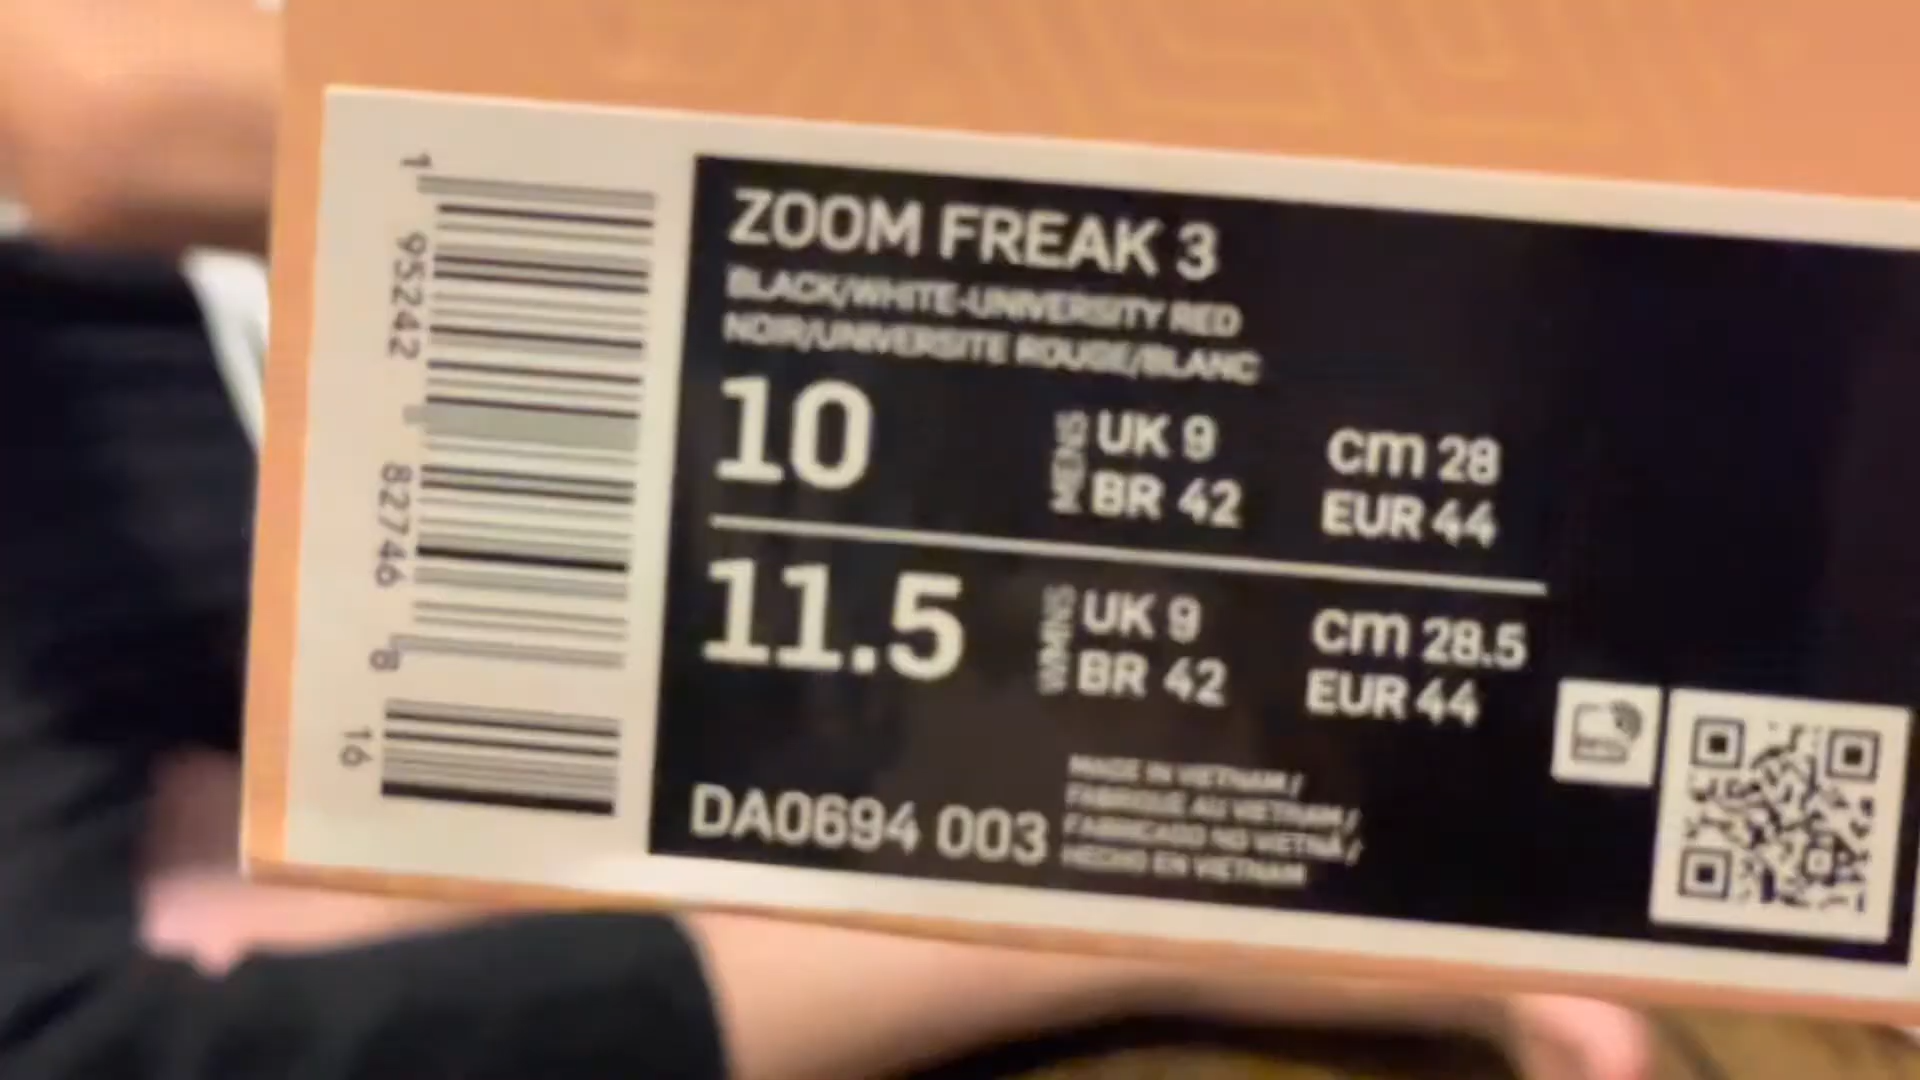 1
95242
82746
8
16
ZOOM FREAK 3
BLACK/WHITE-UNIVERSITY RED
NOIR/UNIVERSITE ROUGE/BLANC
10
MENS
UK 9
BR 42
cm 28
EUR 44
11.5
WMNS
UK 9
BR 42
cm 28.5
EUR 44
DA0694 003
MADE IN VIETNAM /
FABRIQUE AU VIETNAM /
FABRICADO NO VIETNÃ /
HECHO EN VIETNAM